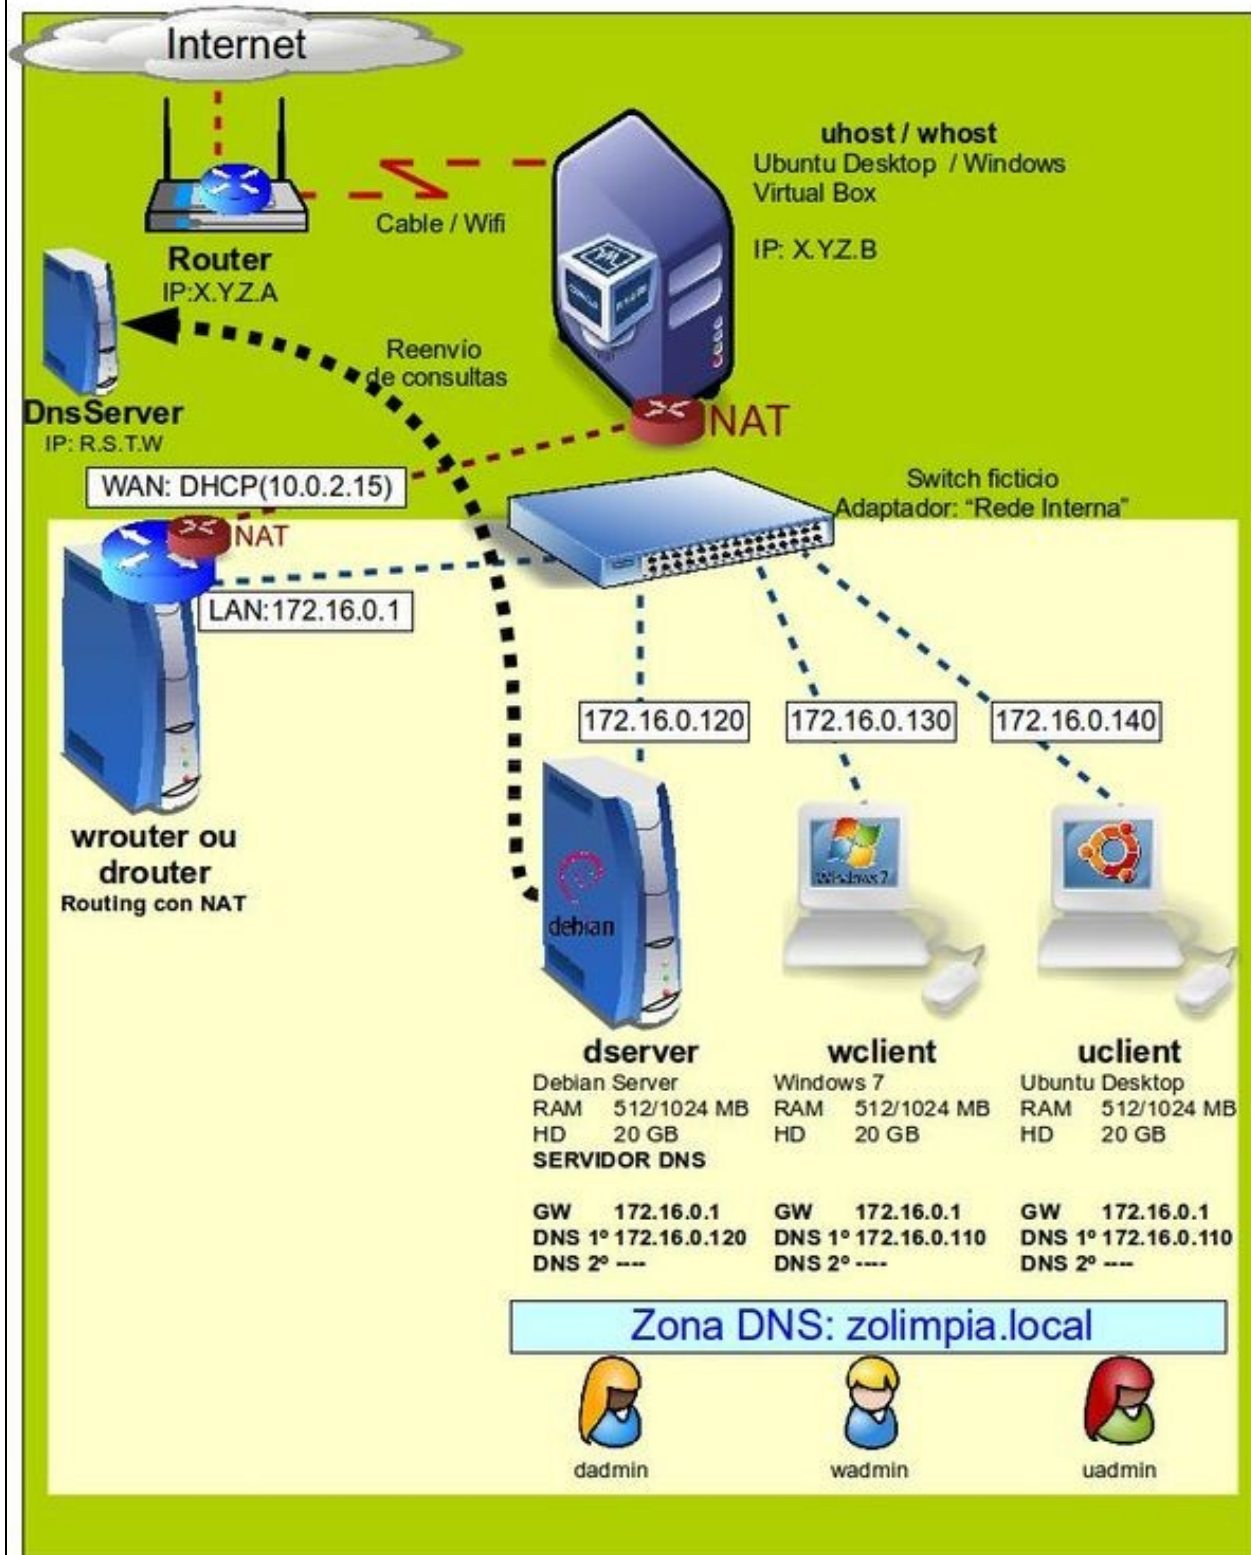 Internet
uhost / whost
Ubuntu Desktop / Windows
Virtual Box
IP: X.Y.Z.B
Cable / Wifi
Router
IP:X.Y.Z.A
Reenvío
de consultas
DnsServer
IP: R.S.T.W
NAT
WAN: DHCP(10.0.2.15)
Switch ficticio
Adaptador: “Rede Interna”
NAT
LAN:172.16.0.1
172.16.0.120
172.16.0.130
172.16.0.140
wrouter ou
drouter
Routing con NAT
debian
Windows 7
dserver
Debian Server
RAM 512/1024 MB
HD 20 GB
SERVIDOR DNS
GW 172.16.0.1
DNS 1º 172.16.0.120
DNS 2º ----
wclient
Windows 7
RAM 512/1024 MB
HD 20 GB
GW 172.16.0.1
DNS 1º 172.16.0.110
DNS 2º ----
uclient
Ubuntu Desktop
RAM 512/1024 MB
HD 20 GB
GW 172.16.0.1
DNS 1º 172.16.0.110
DNS 2º ----
Zona DNS: zolimpia.local
dadmin
wadmin
uadmin